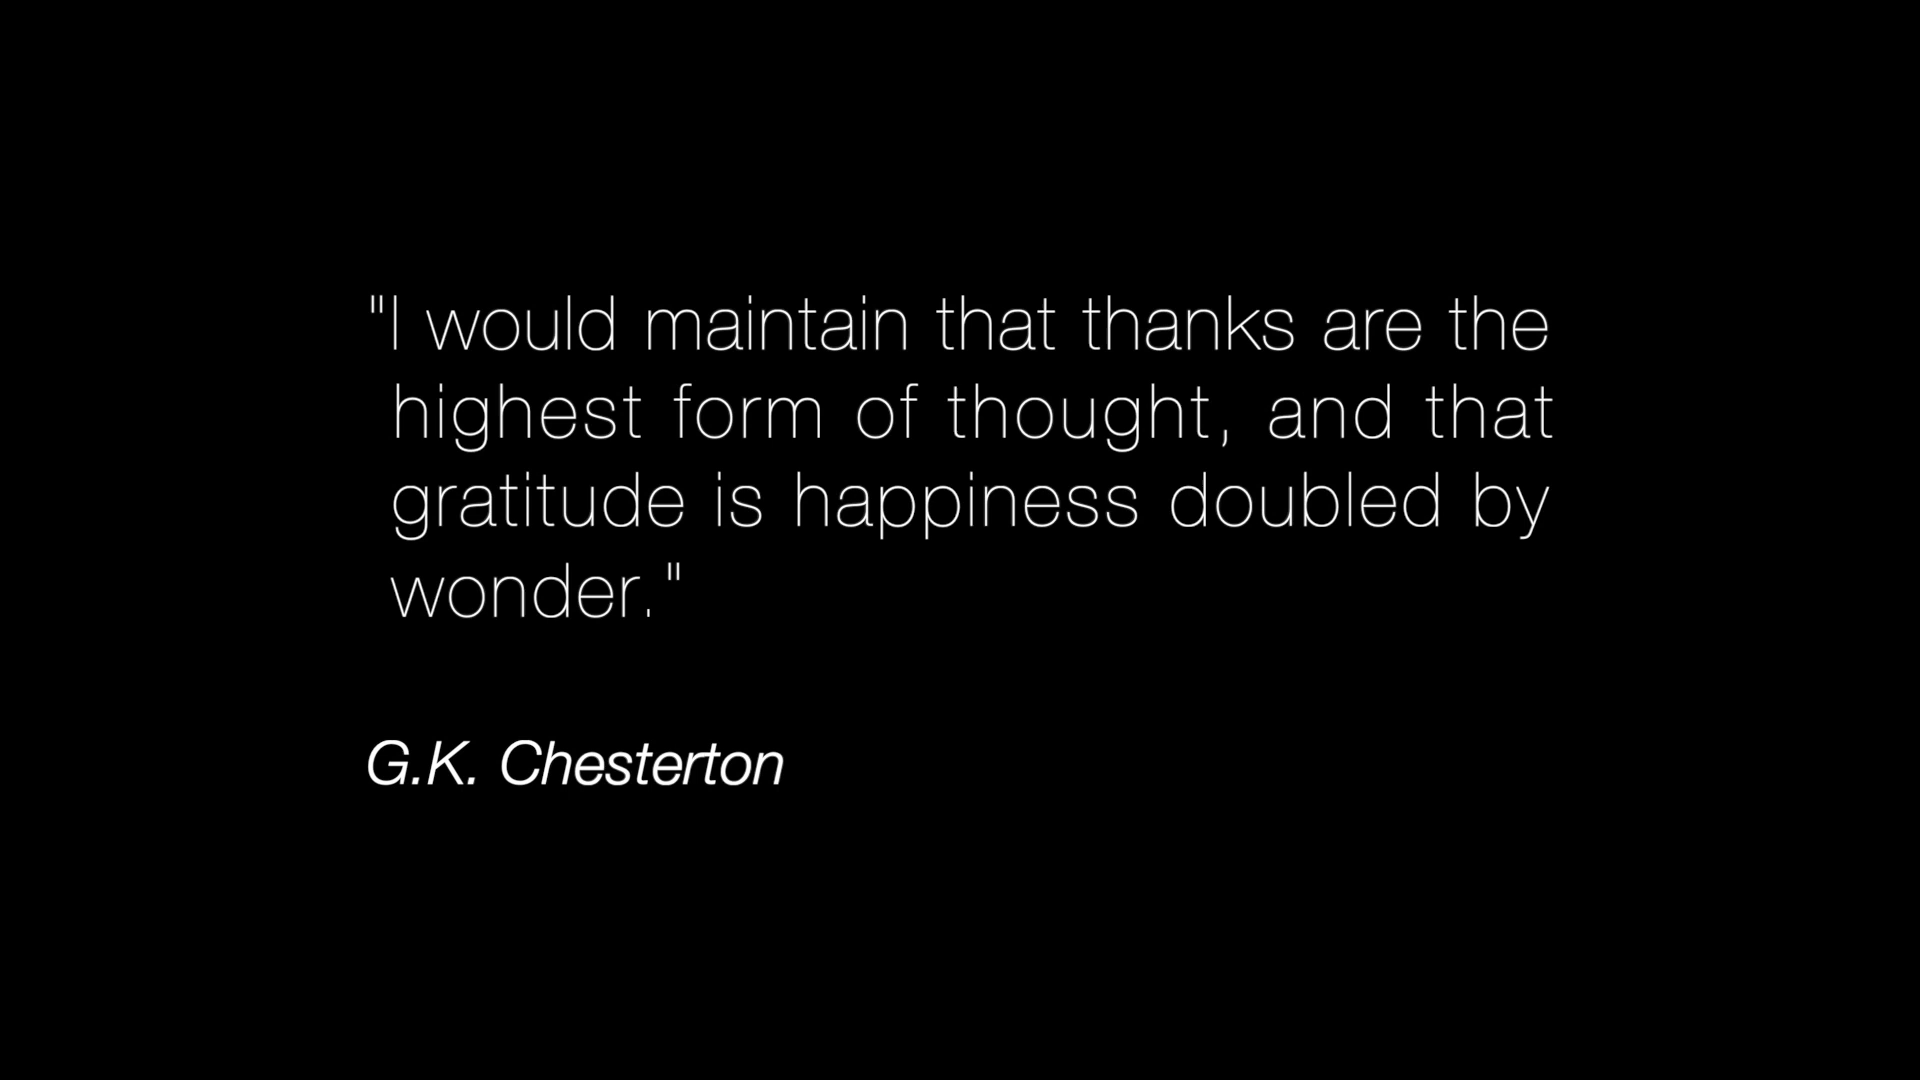 "I would maintain that thanks are the
highest form of thought, and that
gratitude is happiness doubled by
wonder."
G.K. Chesterton